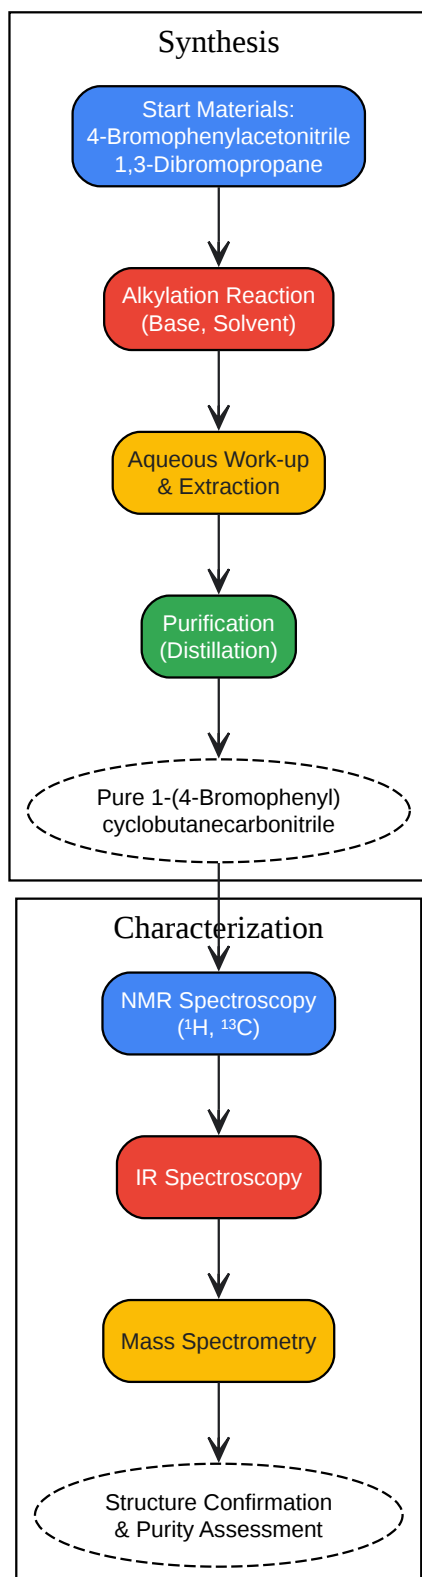 Synthesis
Start Materials:
4-Bromophenylacetonitrile
1,3-Dibromopropane
Alkylation Reaction
(Base, Solvent)
Aqueous Work-up
& Extraction
Purification
(Distillation)
Pure 1-(4-Bromophenyl)
cyclobutanecarbonitrile
Characterization
NMR Spectroscopy
(¹H, ¹³C)
IR Spectroscopy
Mass Spectrometry
Structure Confirmation
& Purity Assessment